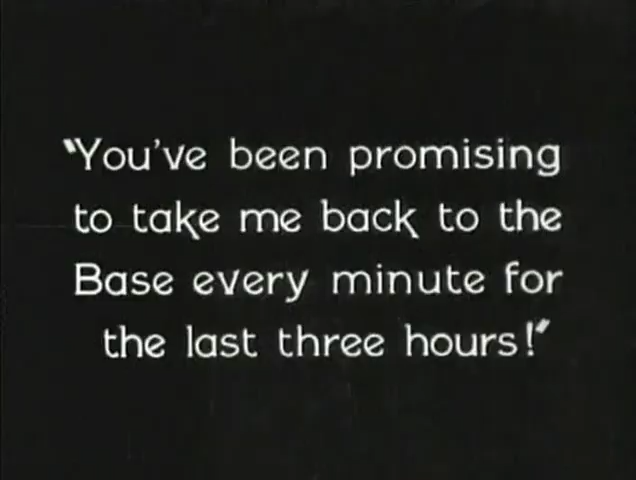 "You've been promising
to take me back to the
Base every minute for
the last three hours!"